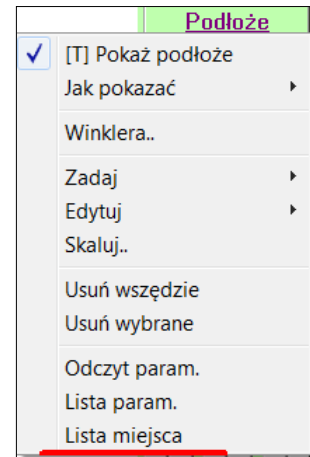 Podłoże
[T] Pokaż podłoże
Jak pokazać
Winklera..
Zadaj
Edytuj
Skaluj..
Usuń wszędzie
Usuń wybrane
Odczyt param.
Lista param.
Lista miejsca